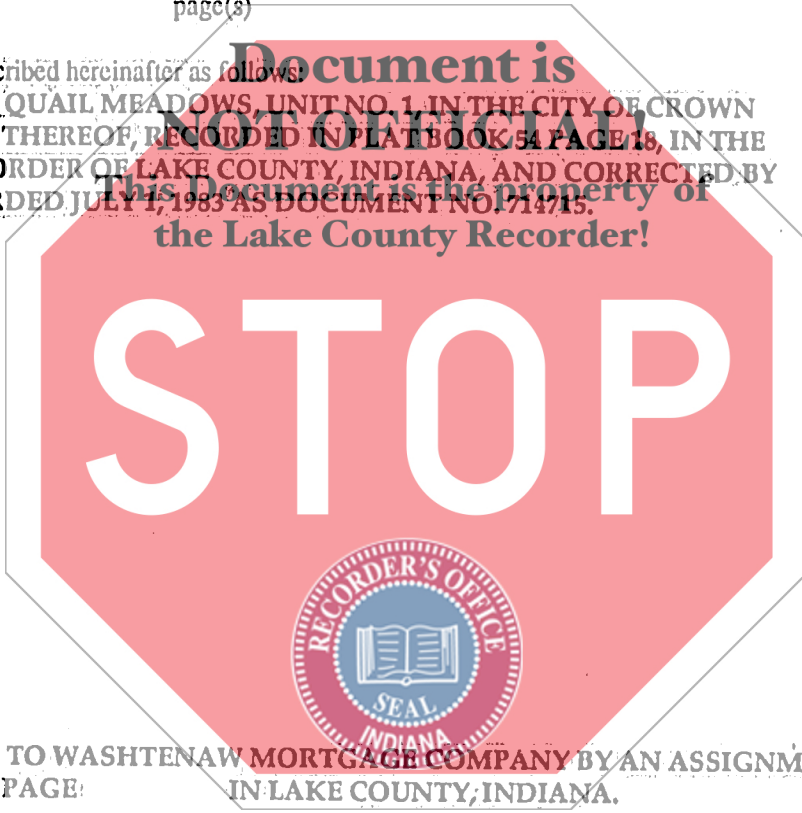 page(s)
Document is
cribed hereinafter as follows:
QUAIL MEADOWS, UNIT NO. 1, IN THE CITY OF CROWN
NOT OFFICIAL!
THEREOF, RECORDED IN PLAT BOOK 54 PAGE 18, IN THE
ORDER OF LAKE COUNTY, INDIANA, AND CORRECTED BY
This Document is the property of
RDED JULY 1, 1983 AS DOCUMENT NO. 714715.
the Lake County Recorder!
STOP
RECORDER'S OFFICE
SEAL
INDIANA
TO WASHTENAW MORTGAGE COMPANY BY AN ASSIGNM
PAGE IN LAKE COUNTY, INDIANA.